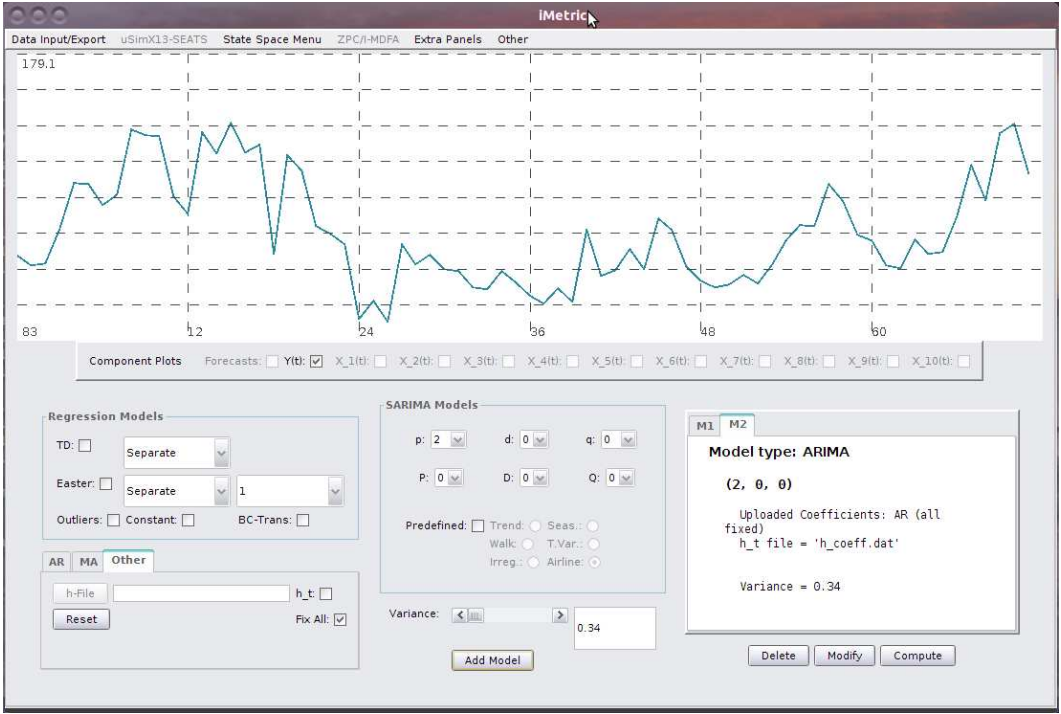 iMetric
Data Input/Export uSimX13-SEATS State Space Menu ZPC/I-MDFA Extra Panels Other
179.1
83 12 24 36 48 60
Component Plots Forecasts: Y(t): X_1(t): X_2(t): X_3(t): X_4(t): X_5(t): X_6(t): X_7(t): X_8(t): X_9(t): X_10(t):
Regression Models
TD: Separate
Easter: Separate 1
Outliers: Constant: BC-Trans:
AR MA Other
h-File h_t:
Reset Fix All:
SARIMA Models
p: 2 d: 0 q: 0
P: 0 D: 0 Q: 0
Predefined: Trend: Seas.:
Walk: T.Var.:
Irreg.: Airline:
Variance: 0.34
Add Model
M1 M2
Model type: ARIMA
(2, 0, 0)
Uploaded Coefficients: AR (all
fixed)
h_t file = 'h_coeff.dat'
Variance = 0.34
Delete Modify Compute